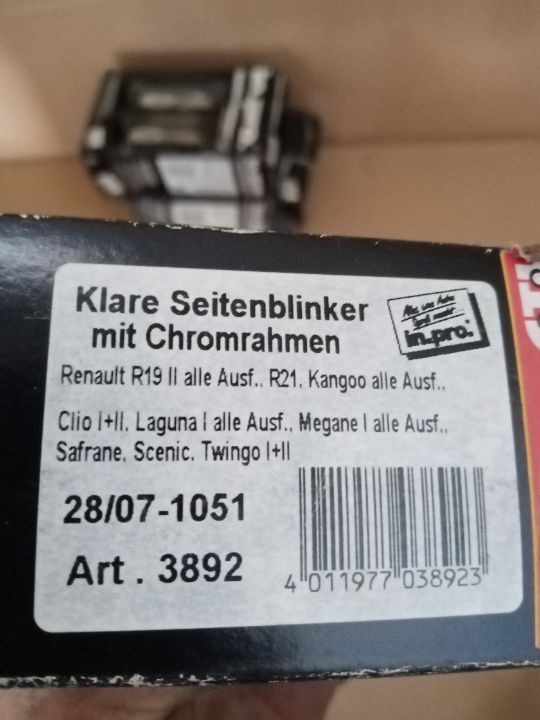 Klare Seitenblinker
mit Chromrahmen
in.pro.
Renault R19 II alle Ausf., R21, Kangoo alle Ausf.,
Clio I+II, Laguna I alle Ausf., Megane I alle Ausf.,
Safrane, Scenic, Twingo I+II
28/07-1051
Art . 3892
4 011977 038923